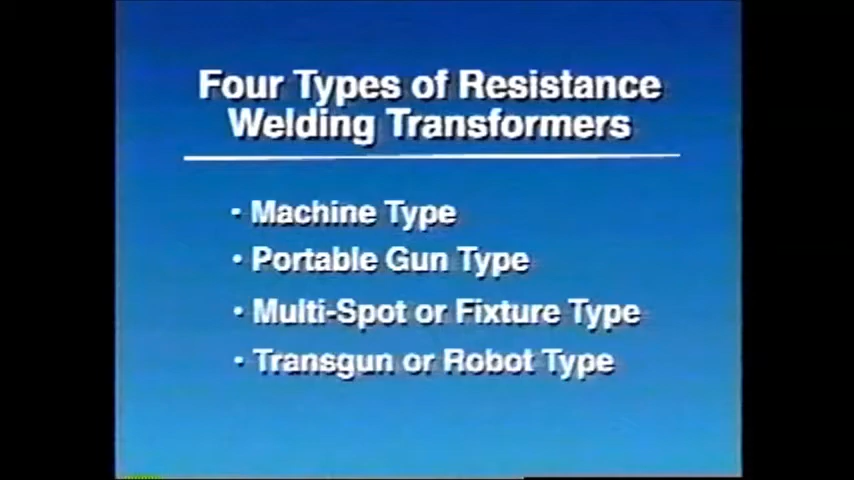 Four Types of Resistance
Welding Transformers
• Machine Type
• Portable Gun Type
• Multi-Spot or Fixture Type
• Transgun or Robot Type